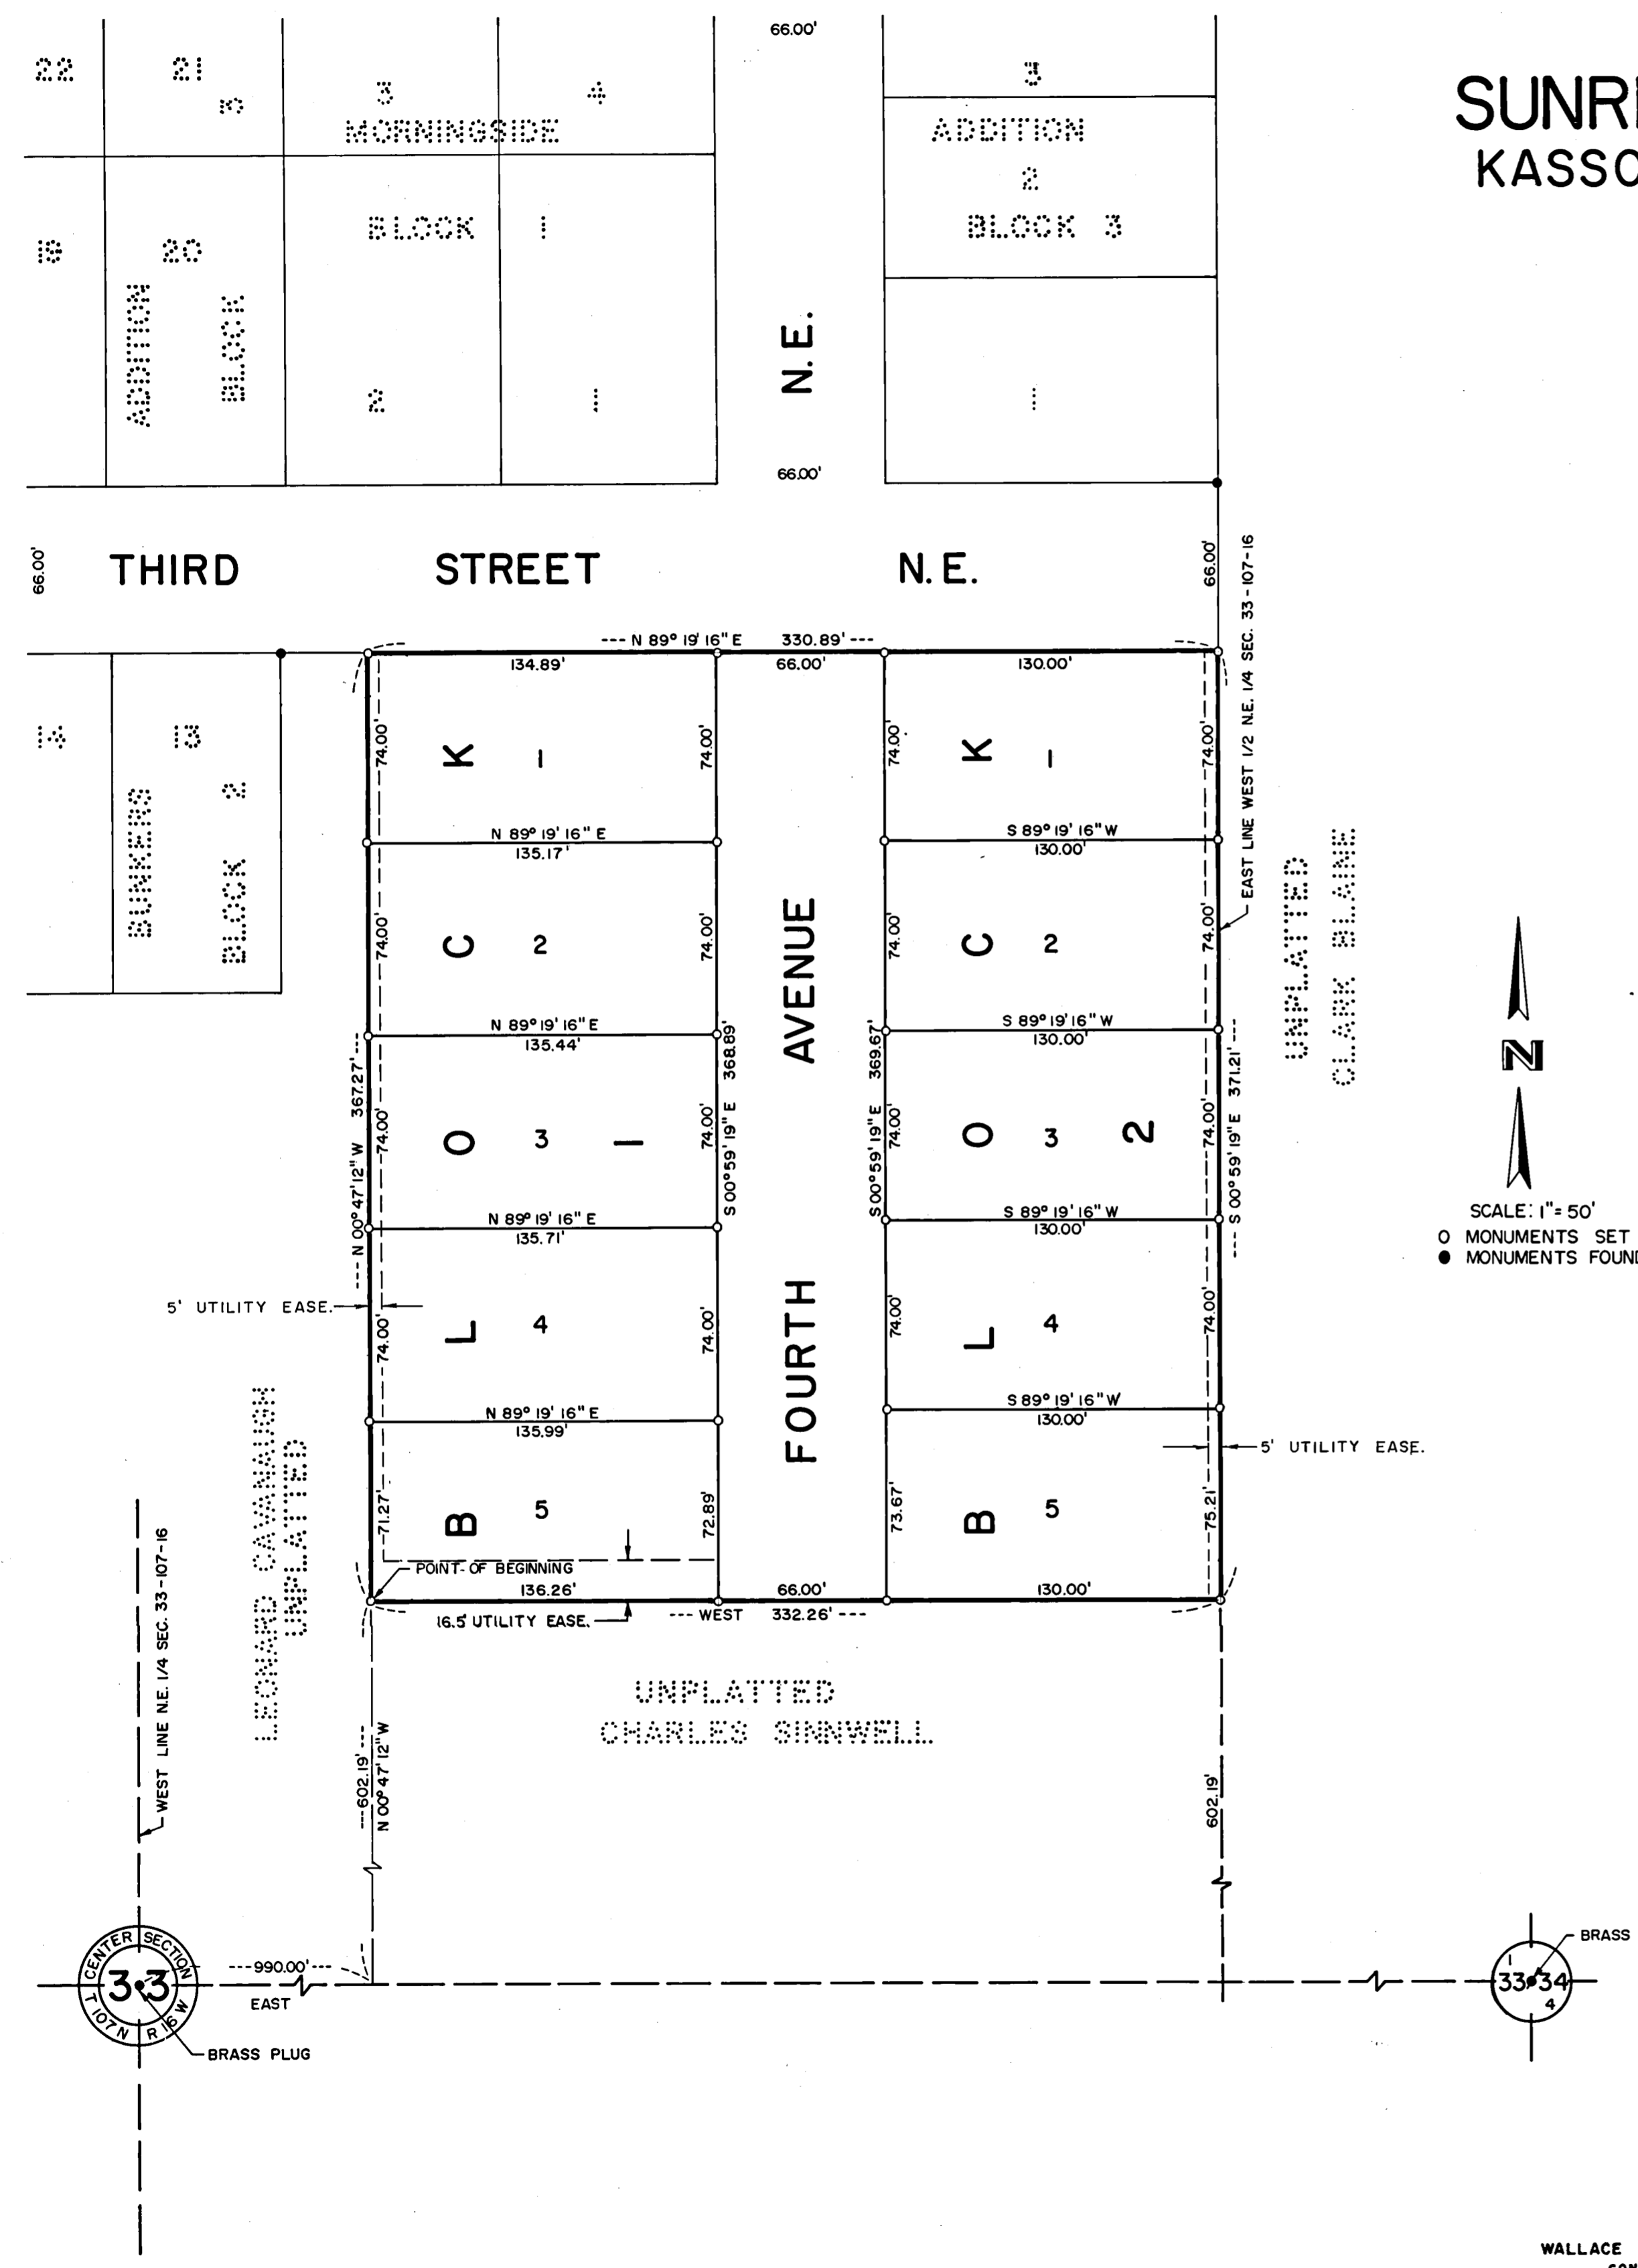 66.00'
22
21
3
3
4
MORNINGSIDE
3
ADDITION
2
BLOCK 3
1
SUNRI
KASSO
19
20
ADDITION
BLOCK
BLOCK 1
2
1
N.E.
66.00'
66.00'
THIRD STREET N.E.
66.00'
EAST LINE WEST 1/2 N.E. 1/4 SEC. 33-107-16
--- N 89° 19' 16" E 330.89' ---
134.89'
66.00'
130.00'
14
13
BUNKERS
BLOCK 2
74.00'
K
1
74.00'
74.00'
K
1
74.00'
N 89° 19' 16" E
135.17'
S 89° 19' 16" W
130.00'
74.00'
C
2
74.00'
AVENUE
74.00'
C
2
74.00'
UNPLATTED
CLARK BLAINE
N 89° 19' 16" E
135.44'
S 89° 19' 16" W
130.00'
--- N 00° 47' 12" W 367.27' ---
74.00'
O
3
1
74.00'
S 00° 59' 19" E 368.89'
S 00° 59' 19" E 369.67'
74.00'
O
3
2
74.00'
--- S 00° 59' 19" E 371.21' ---
N
SCALE: 1"= 50'
O MONUMENTS SET
● MONUMENTS FOUND
N 89° 19' 16" E
135.71'
S 89° 19' 16" W
130.00'
5' UTILITY EASE.
74.00'
L
4
74.00'
FOURTH
74.00'
L
4
74.00'
N 89° 19' 16" E
135.99'
S 89° 19' 16" W
130.00'
5' UTILITY EASE.
LEONARD CAVANAUGH
UNPLATTED
71.27'
B
5
72.89'
73.67'
B
5
75.21'
POINT OF BEGINNING
136.26'
66.00'
130.00'
16.5' UTILITY EASE.
--- WEST 332.26' ---
WEST LINE N.E. 1/4 SEC. 33-107-16
UNPLATTED
CHARLES SINNWELL
---602.19'---
N 00° 47' 12" W
602.19'
CENTER SECTION
33
T 107 N R 16 W
---990.00'---
EAST
BRASS PLUG
BRASS
1
33 34
4
WALLACE